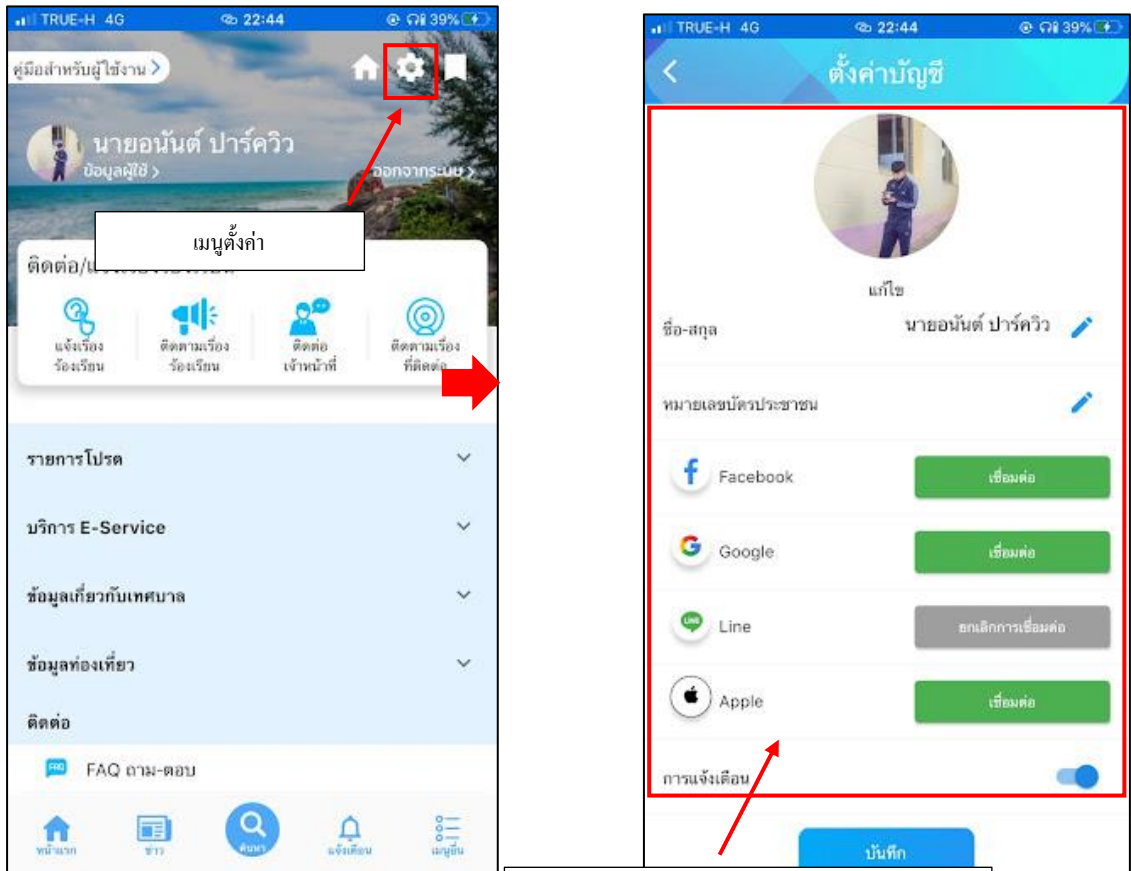 TRUE-H 4G 22:44 39%
คู่มือสำหรับผู้ใช้งาน >
นายอนันต์ ปาร์ควิว
ข้อมูลผู้ใช้ >
ออกจากระบบ >
เมนูตั้งค่า
ติดต่อ/
แจ้งเรื่อง
ร้องเรียน
ติดตามเรื่อง
ร้องเรียน
ติดต่อ
เจ้าหน้าที่
ติดตามเรื่อง
ที่ติดต่อ
รายการโปรด
บริการ E-Service
ข้อมูลเกี่ยวกับเทศบาล
ข้อมูลท่องเที่ยว
ติดต่อ
FAQ FAQ ถาม-ตอบ
หน้าแรก ข่าว ค้นหา แจ้งเตือน เมนูอื่น
TRUE-H 4G 22:44 39%
ตั้งค่าบัญชี
แก้ไข
ชื่อ-สกุล นายอนันต์ ปาร์ควิว
หมายเลขบัตรประชาชน
Facebook เชื่อมต่อ
Google เชื่อมต่อ
LINE Line ยกเลิกการเชื่อมต่อ
Apple เชื่อมต่อ
การแจ้งเตือน
บันทึก